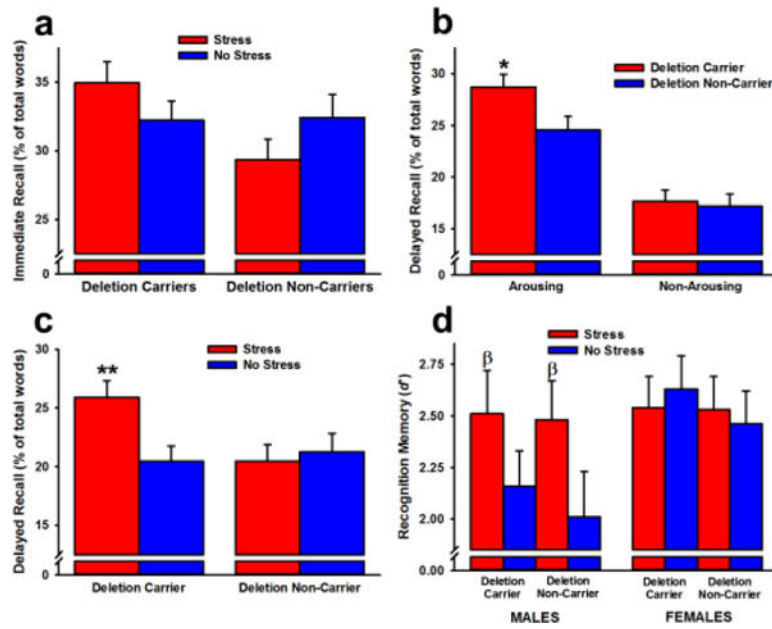 a
Stress
No Stress
Immediate Recall (% of total words)
35
30
25
0
Deletion Carriers
Deletion Non-Carriers
b
*
Deletion Carrier
Deletion Non-Carrier
Delayed Recall (% of total words)
30
25
20
15
0
Arousing
Non-Arousing
c
**
Stress
No Stress
Delayed Recall (% of total words)
30
25
20
15
0
Deletion Carrier
Deletion Non-Carrier
d
Stress
No Stress
β
β
Recognition Memory (d')
2.75
2.50
2.25
2.00
0.00
Deletion
Carrier
Deletion
Non-Carrier
Deletion
Carrier
Deletion
Non-Carrier
MALES
FEMALES